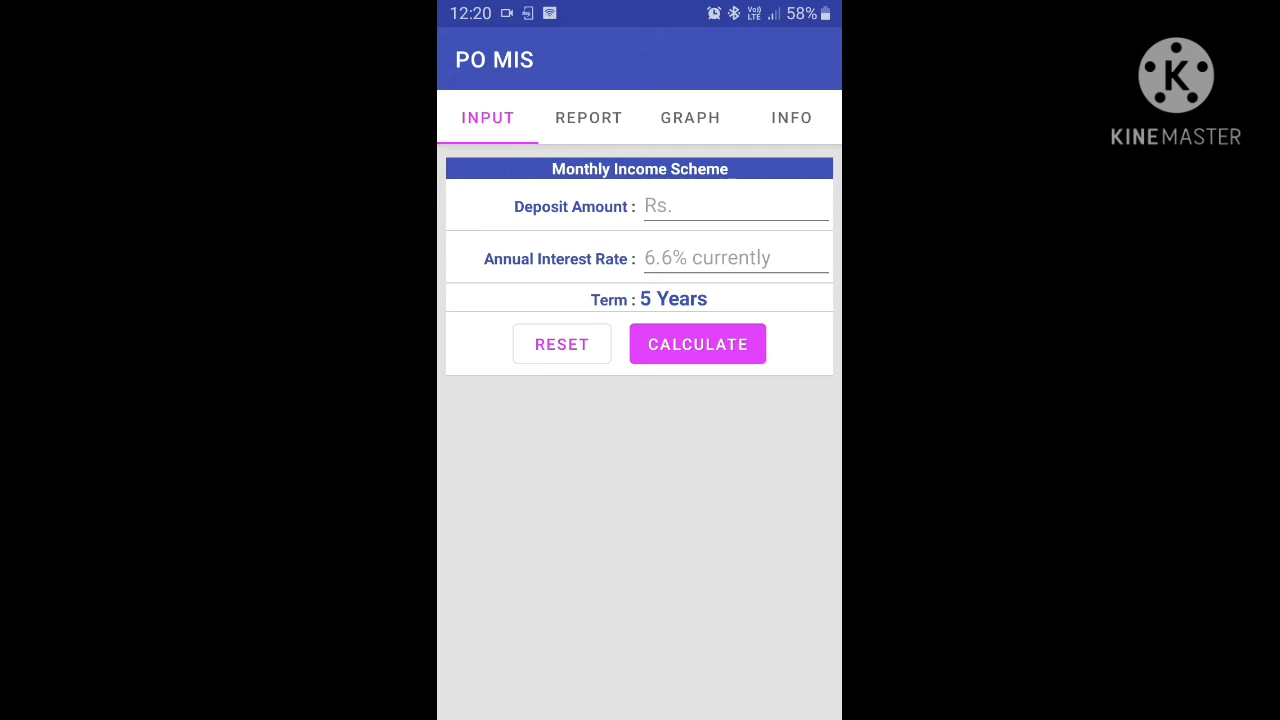 12:20 58%
PO MIS
INPUT REPORT GRAPH INFO
Monthly Income Scheme
Deposit Amount : Rs.
Annual Interest Rate : 6.6% currently
Term : 5 Years
RESET CALCULATE
K
KINEMASTER